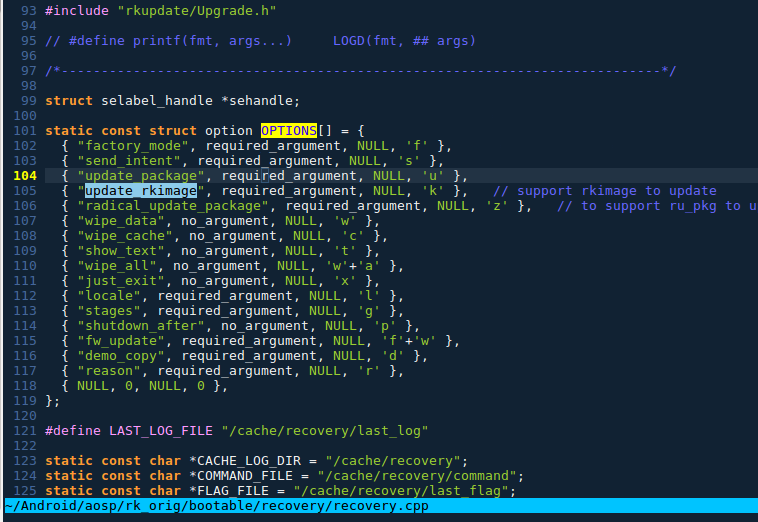 93 #include "rkupdate/Upgrade.h"
94
95 // #define printf(fmt, args...)     LOGD(fmt, ## args)
96
97 /*---------------------------------------------------------------------------*/
98
99 struct selabel_handle *sehandle;
100
101 static const struct option OPTIONS[] = {
102   { "factory_mode", required_argument, NULL, 'f' },
103   { "send_intent", required_argument, NULL, 's' },
104   { "update_package", required_argument, NULL, 'u' },
105   { "update_rkimage", required_argument, NULL, 'k' },   // support rkimage to update
106   { "radical_update_package", required_argument, NULL, 'z' },   // to support ru_pkg to u
107   { "wipe_data", no_argument, NULL, 'w' },
108   { "wipe_cache", no_argument, NULL, 'c' },
109   { "show_text", no_argument, NULL, 't' },
110   { "wipe_all", no_argument, NULL, 'w'+'a' },
111   { "just_exit", no_argument, NULL, 'x' },
112   { "locale", required_argument, NULL, 'l' },
113   { "stages", required_argument, NULL, 'g' },
114   { "shutdown_after", no_argument, NULL, 'p' },
115   { "fw_update", required_argument, NULL, 'f'+'w' },
116   { "demo_copy", required_argument, NULL, 'd' },
117   { "reason", required_argument, NULL, 'r' },
118   { NULL, 0, NULL, 0 },
119 };
120
121 #define LAST_LOG_FILE "/cache/recovery/last_log"
122
123 static const char *CACHE_LOG_DIR = "/cache/recovery";
124 static const char *COMMAND_FILE = "/cache/recovery/command";
125 static const char *FLAG_FILE = "/cache/recovery/last_flag";
~/Android/aosp/rk_orig/bootable/recovery/recovery.cpp